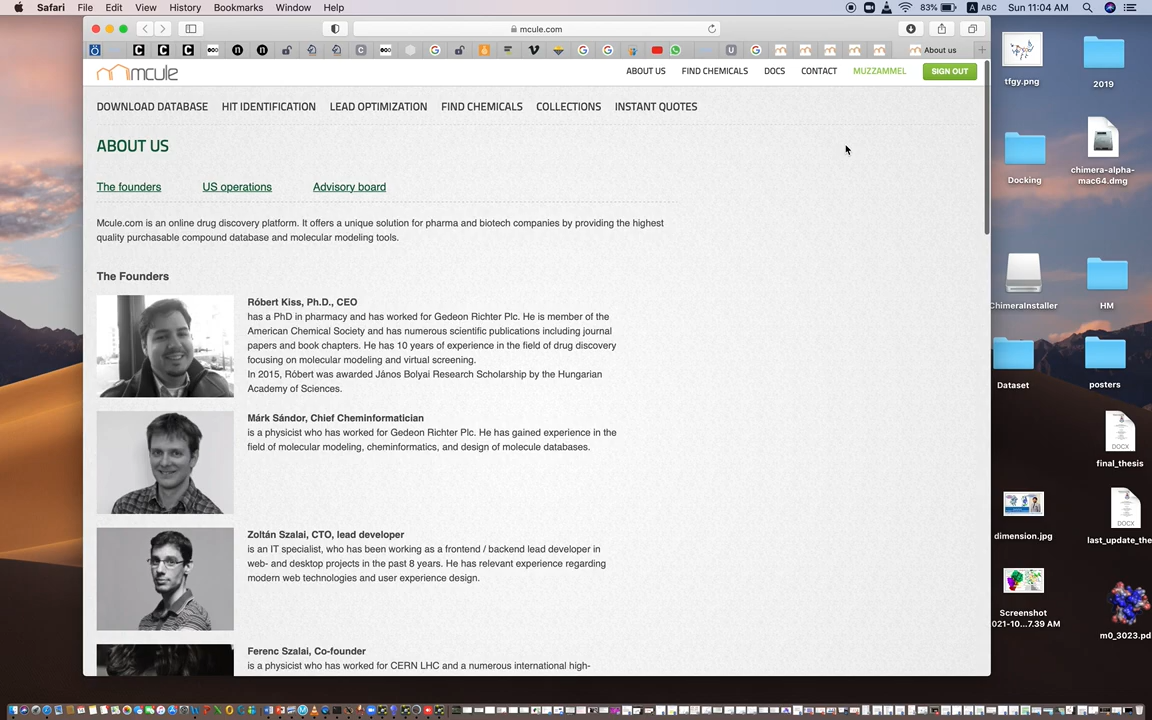 Safari File Edit View History Bookmarks Window Help
83% A ABC Sun 11:04 AM
mcule.com
About us
mcule
ABOUT US FIND CHEMICALS DOCS CONTACT MUZZAMMEL SIGN OUT
DOWNLOAD DATABASE HIT IDENTIFICATION LEAD OPTIMIZATION FIND CHEMICALS COLLECTIONS INSTANT QUOTES
ABOUT US
The founders US operations Advisory board
Mcule.com is an online drug discovery platform. It offers a unique solution for pharma and biotech companies by providing the highest
quality purchasable compound database and molecular modeling tools.
The Founders
Róbert Kiss, Ph.D., CEO
has a PhD in pharmacy and has worked for Gedeon Richter Plc. He is member of the
American Chemical Society and has numerous scientific publications including journal
papers and book chapters. He has 10 years of experience in the field of drug discovery
focusing on molecular modeling and virtual screening.
In 2015, Róbert was awarded János Bolyai Research Scholarship by the Hungarian
Academy of Sciences.
Márk Sándor, Chief Cheminformatician
is a physicist who has worked for Gedeon Richter Plc. He has gained experience in the
field of molecular modeling, cheminformatics, and design of molecule databases.
Zoltán Szalai, CTO, lead developer
is an IT specialist, who has been working as a frontend / backend lead developer in
web- and desktop projects in the past 8 years. He has relevant experience regarding
modern web technologies and user experience design.
Ferenc Szalai, Co-founder
is a physicist who has worked for CERN LHC and a numerous international high-
tfgy.png
2019
Docking
chimera-alpha-
mac64.dmg
ChimeraInstaller
HM
Dataset
posters
DOCX
final_thesis
DOCX
dimension.jpg
last_update_the
Screenshot
021-10...7.39 AM
m0_3023.pd